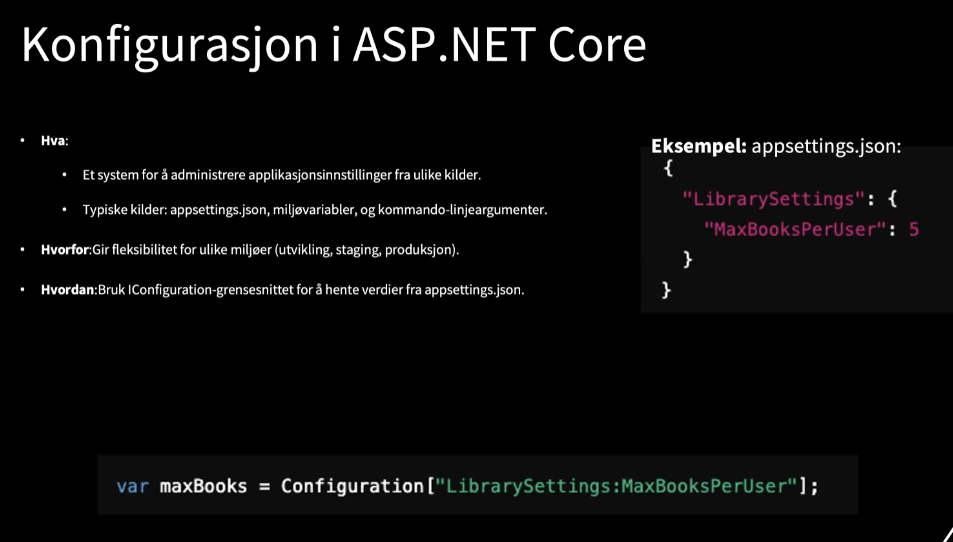 Konfigurasjon i ASP.NET Core
• Hva:
• Et system for å administrere applikasjonsinnstillinger fra ulike kilder.
• Typiske kilder: appsettings.json, miljøvariabler, og kommando-linjeargumenter.
• Hvorfor:Gir fleksibilitet for ulike miljøer (utvikling, staging, produksjon).
• Hvordan:Bruk IConfiguration-grensesnittet for å hente verdier fra appsettings.json.
Eksempel: appsettings.json:
{
"LibrarySettings": {
"MaxBooksPerUser": 5
}
}
var maxBooks = Configuration["LibrarySettings:MaxBooksPerUser"];